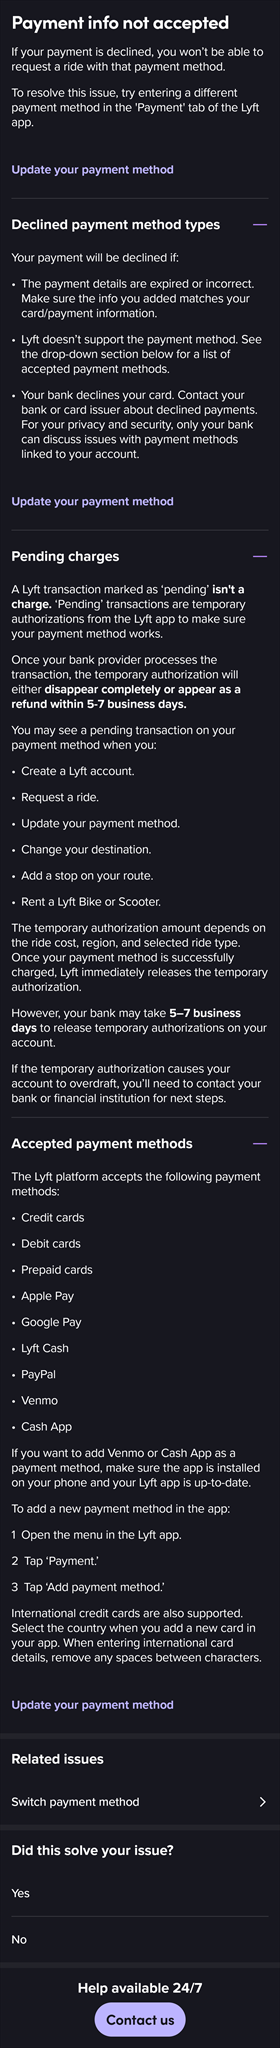 Payment info not accepted
If your payment is declined, you won't be able to
request a ride with that payment method.
To resolve this issue, try entering a different
payment method in the 'Payment' tab of the Lyft
app.
Update your payment method
Declined payment method types
Your payment will be declined if:
• The payment details are expired or incorrect.
Make sure the info you added matches your
card/payment information.
• Lyft doesn't support the payment method. See
the drop-down section below for a list of
accepted payment methods.
• Your bank declines your card. Contact your
bank or card issuer about declined payments.
For your privacy and security, only your bank
can discuss issues with payment methods
linked to your account.
Update your payment method
Pending charges
A Lyft transaction marked as 'pending' isn't a
charge. 'Pending' transactions are temporary
authorizations from the Lyft app to make sure
your payment method works.
Once your bank provider processes the
transaction, the temporary authorization will
either disappear completely or appear as a
refund within 5-7 business days.
You may see a pending transaction on your
payment method when you:
• Create a Lyft account.
• Request a ride.
• Update your payment method.
• Change your destination.
• Add a stop on your route.
• Rent a Lyft Bike or Scooter.
The temporary authorization amount depends on
the ride cost, region, and selected ride type.
Once your payment method is successfully
charged, Lyft immediately releases the temporary
authorization.
However, your bank may take 5–7 business
days to release temporary authorizations on your
account.
If the temporary authorization causes your
account to overdraft, you'll need to contact your
bank or financial institution for next steps.
Accepted payment methods
The Lyft platform accepts the following payment
methods:
• Credit cards
• Debit cards
• Prepaid cards
• Apple Pay
• Google Pay
• Lyft Cash
• PayPal
• Venmo
• Cash App
If you want to add Venmo or Cash App as a
payment method, make sure the app is installed
on your phone and your Lyft app is up-to-date.
To add a new payment method in the app:
1 Open the menu in the Lyft app.
2 Tap 'Payment.'
3 Tap 'Add payment method.'
International credit cards are also supported.
Select the country when you add a new card in
your app. When entering international card
details, remove any spaces between characters.
Update your payment method
Related issues
Switch payment method
Did this solve your issue?
Yes
No
Help available 24/7
Contact us